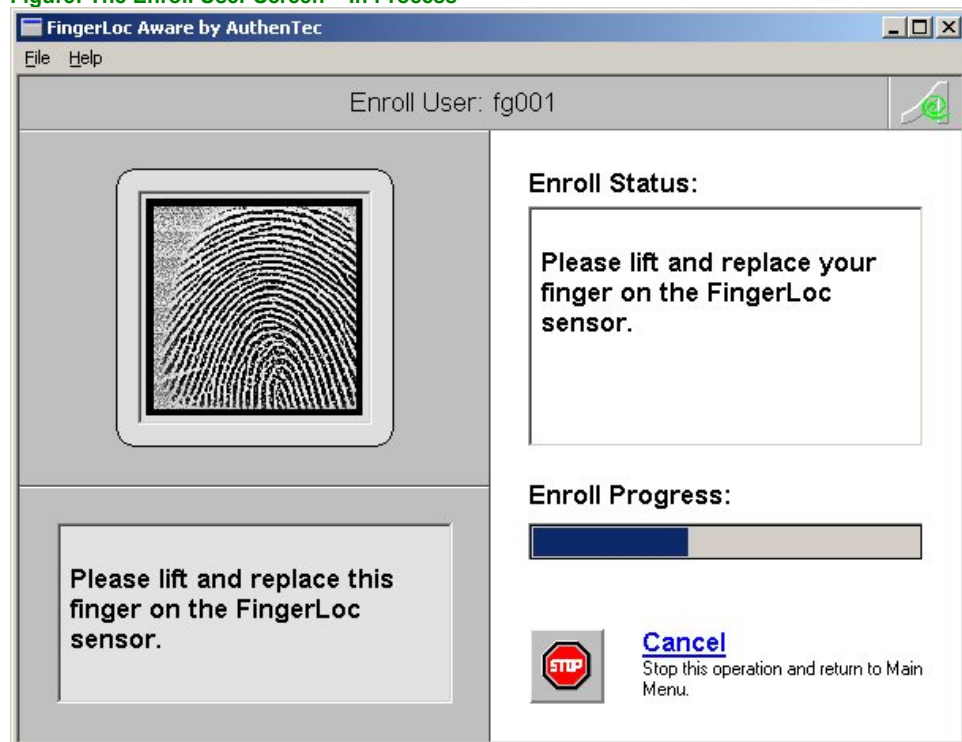 Figure: The Enroll User Screen – In Process
FingerLoc Aware by AuthenTec
File Help
Enroll User: fg001
Enroll Status:
Please lift and replace your
finger on the FingerLoc
sensor.
Enroll Progress:
Please lift and replace this
finger on the FingerLoc
sensor.
STOP
Cancel
Stop this operation and return to Main
Menu.